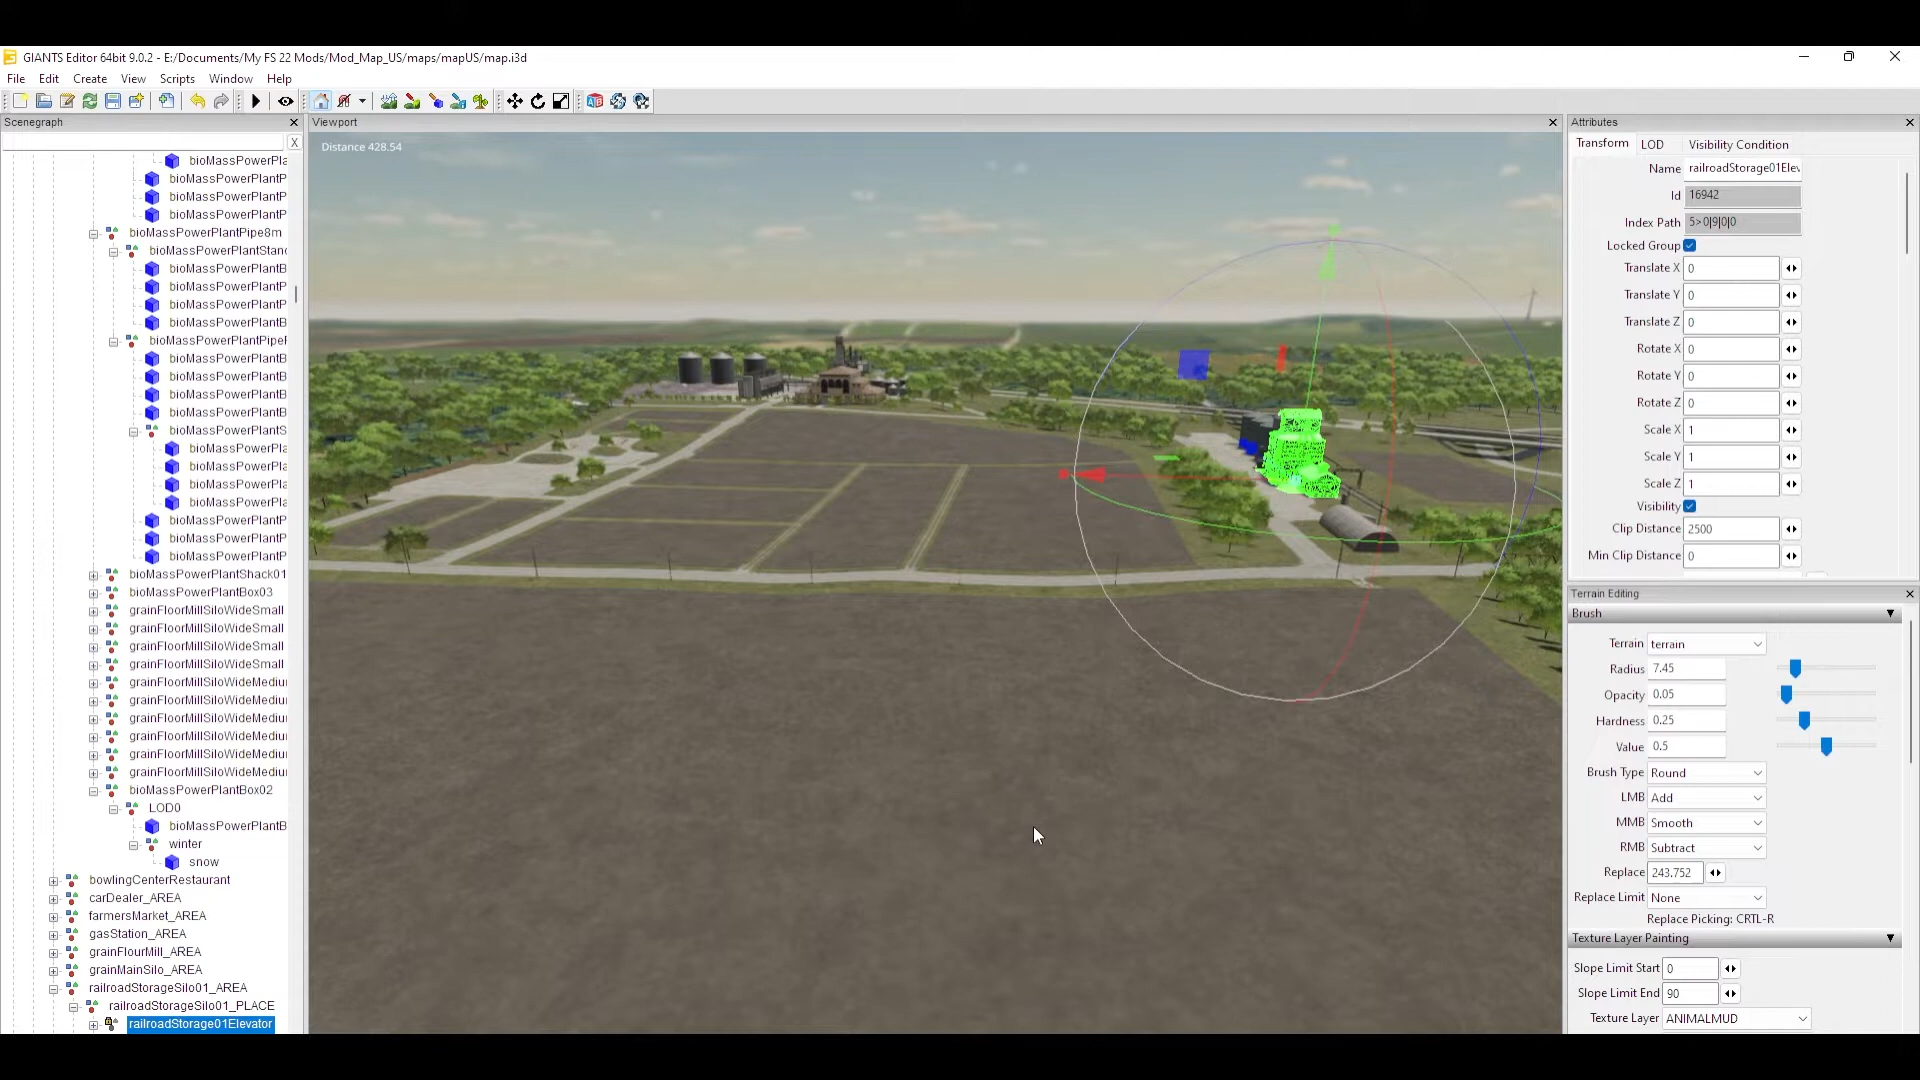 GIANTS Editor 64bit 9.0.2 - E:/Documents/My FS 22 Mods/Mod_Map_US/maps/mapUS/map.i3d
File Edit Create View Scripts Window Help
Scenegraph
X
bioMassPowerPla
bioMassPowerPlantP
bioMassPowerPlantP
bioMassPowerPlantP
bioMassPowerPlantPipe8m
bioMassPowerPlantStand
bioMassPowerPlantB
bioMassPowerPlantP
bioMassPowerPlantP
bioMassPowerPlantB
bioMassPowerPlantPipeF
bioMassPowerPlantB
bioMassPowerPlantB
bioMassPowerPlantB
bioMassPowerPlantB
bioMassPowerPlantS
bioMassPowerPla
bioMassPowerPla
bioMassPowerPla
bioMassPowerPla
bioMassPowerPlantP
bioMassPowerPlantP
bioMassPowerPlantP
bioMassPowerPlantShack01
bioMassPowerPlantBox03
grainFloorMillSiloWideSmall
grainFloorMillSiloWideSmall
grainFloorMillSiloWideSmall
grainFloorMillSiloWideSmall
grainFloorMillSiloWideMediu
grainFloorMillSiloWideMediu
grainFloorMillSiloWideMediu
grainFloorMillSiloWideMediu
grainFloorMillSiloWideMediu
grainFloorMillSiloWideMediu
bioMassPowerPlantBox02
LOD0
bioMassPowerPlantB
winter
snow
bowlingCenterRestaurant
carDealer_AREA
farmersMarket_AREA
gasStation_AREA
grainFlourMill_AREA
grainMainSilo_AREA
railroadStorageSilo01_AREA
railroadStorageSilo01_PLACE
railroadStorage01Elevator
Viewport
Distance 428.54
Attributes
Transform LOD Visibility Condition
Name railroadStorage01Elev
Id 16942
Index Path 5>0|9|0|0
Locked Group
Translate X 0
Translate Y 0
Translate Z 0
Rotate X 0
Rotate Y 0
Rotate Z 0
Scale X 1
Scale Y 1
Scale Z 1
Visibility
Clip Distance 2500
Min Clip Distance 0
Terrain Editing
Brush
Terrain terrain
Radius 7.45
Opacity 0.05
Hardness 0.25
Value 0.5
Brush Type Round
LMB Add
MMB Smooth
RMB Subtract
Replace 243.752
Replace Limit None
Replace Picking: CRTL-R
Texture Layer Painting
Slope Limit Start 0
Slope Limit End 90
Texture Layer ANIMALMUD